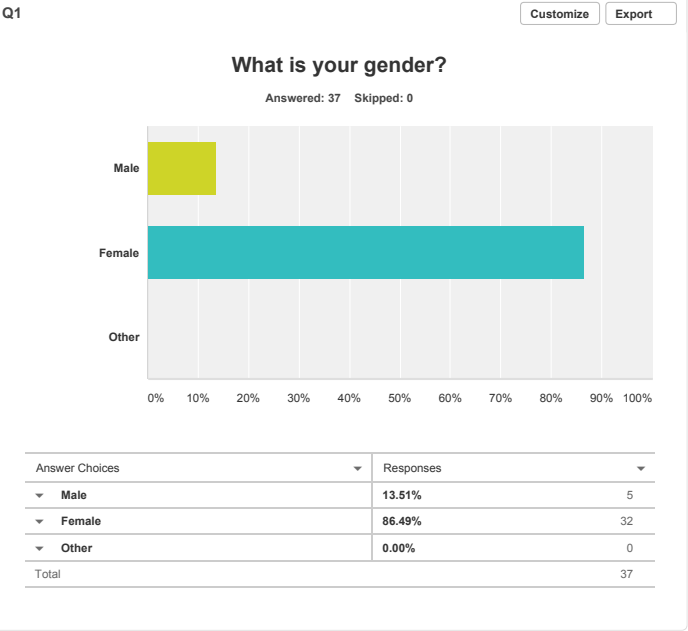 Q1 Customize Export
What is your gender?
Answered: 37 Skipped: 0
Male
Female
Other
0% 10% 20% 30% 40% 50% 60% 70% 80% 90% 100%
Answer Choices Responses
Male 13.51% 5
Female 86.49% 32
Other 0.00% 0
Total 37